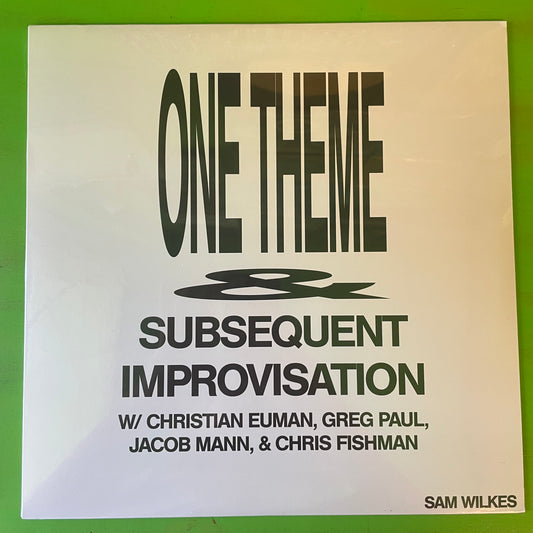 ONE THEME
&
SUBSEQUENT
IMPROVISATION
W/ CHRISTIAN EUMAN, GREG PAUL,
JACOB MANN, & CHRIS FISHMAN
SAM WILKES